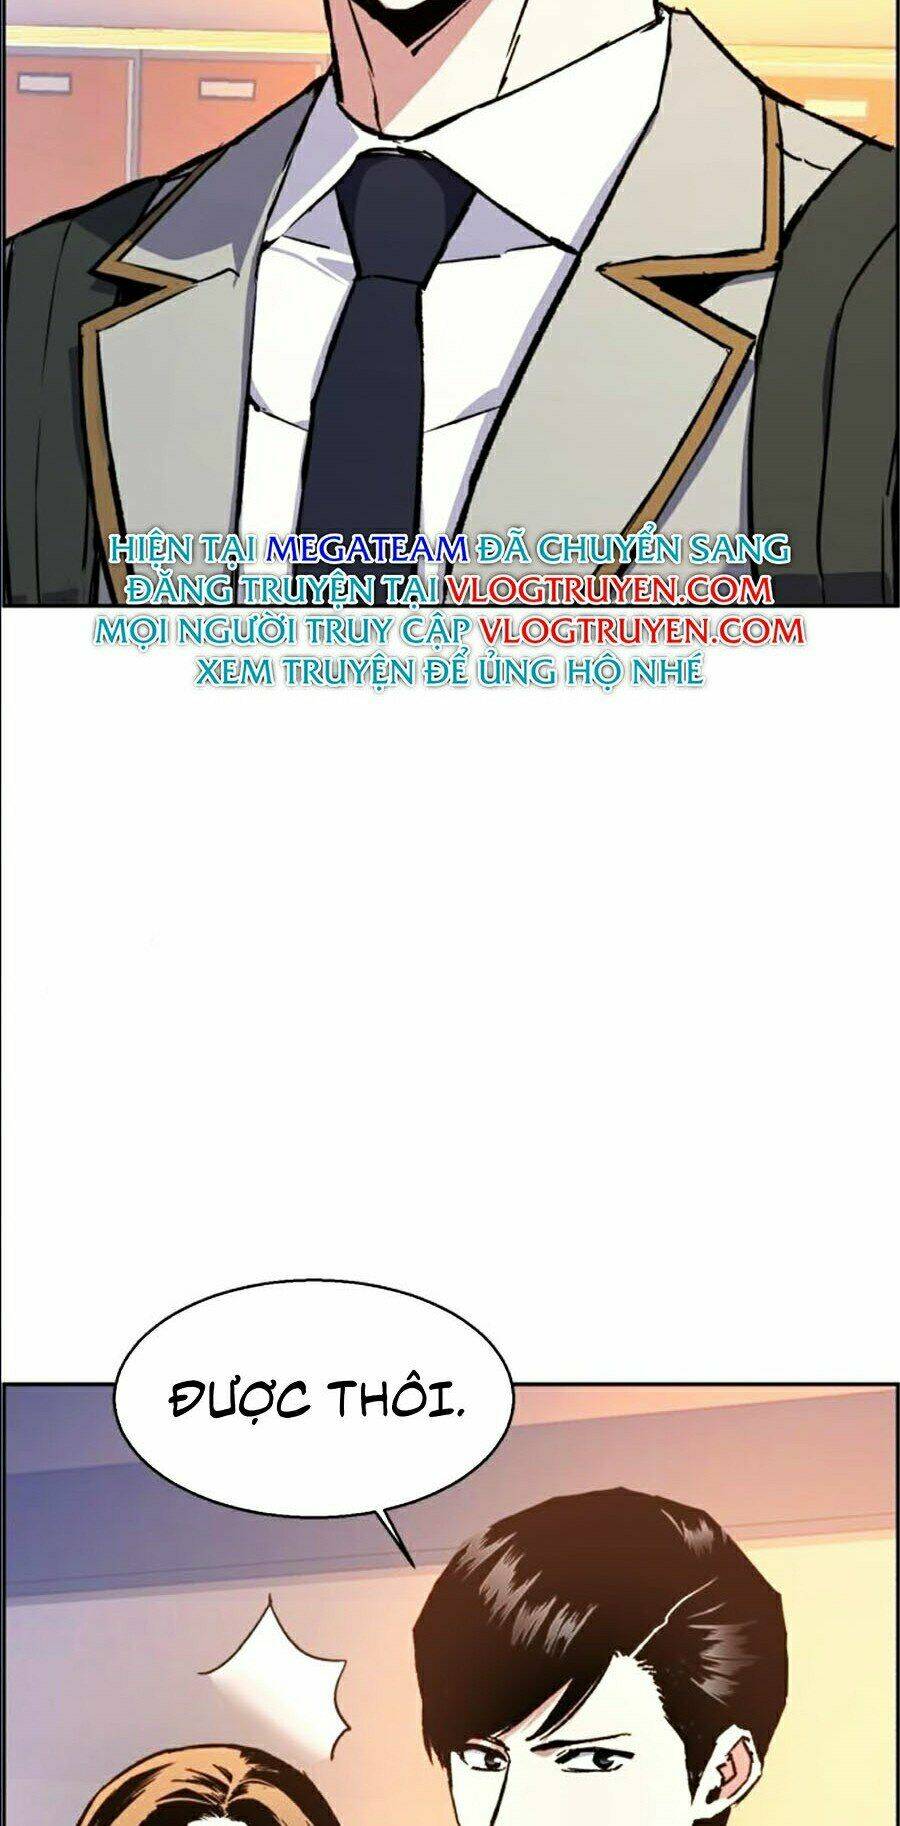 HIỆN TẠI MEGATEAM ĐÃ CHUYỂN SANG
ĐĂNG TRUYỆN TẠI VLOGTRUYEN.COM
MỌI NGƯỜI TRUY CẬP VLOGTRUYEN.COM
XEM TRUYỆN ĐỂ ỦNG HỘ NHÉ
ĐƯỢC THÔI.